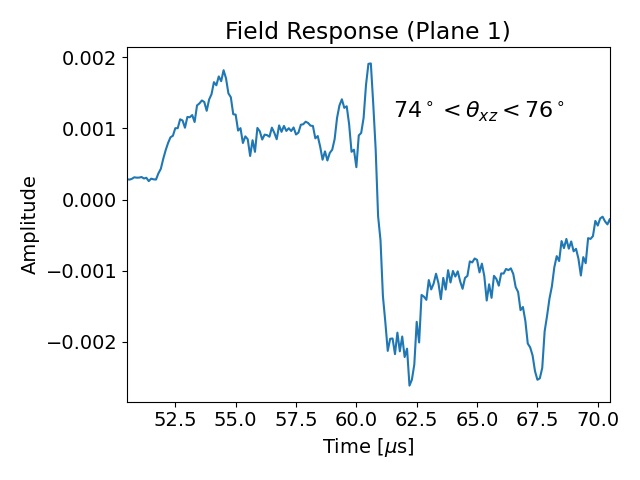 Field Response (Plane 1)
0.002
74° < θxz < 76°
0.001
0.000
−0.001
−0.002
Amplitude
52.5 55.0 57.5 60.0 62.5 65.0 67.5 70.0
Time [μs]